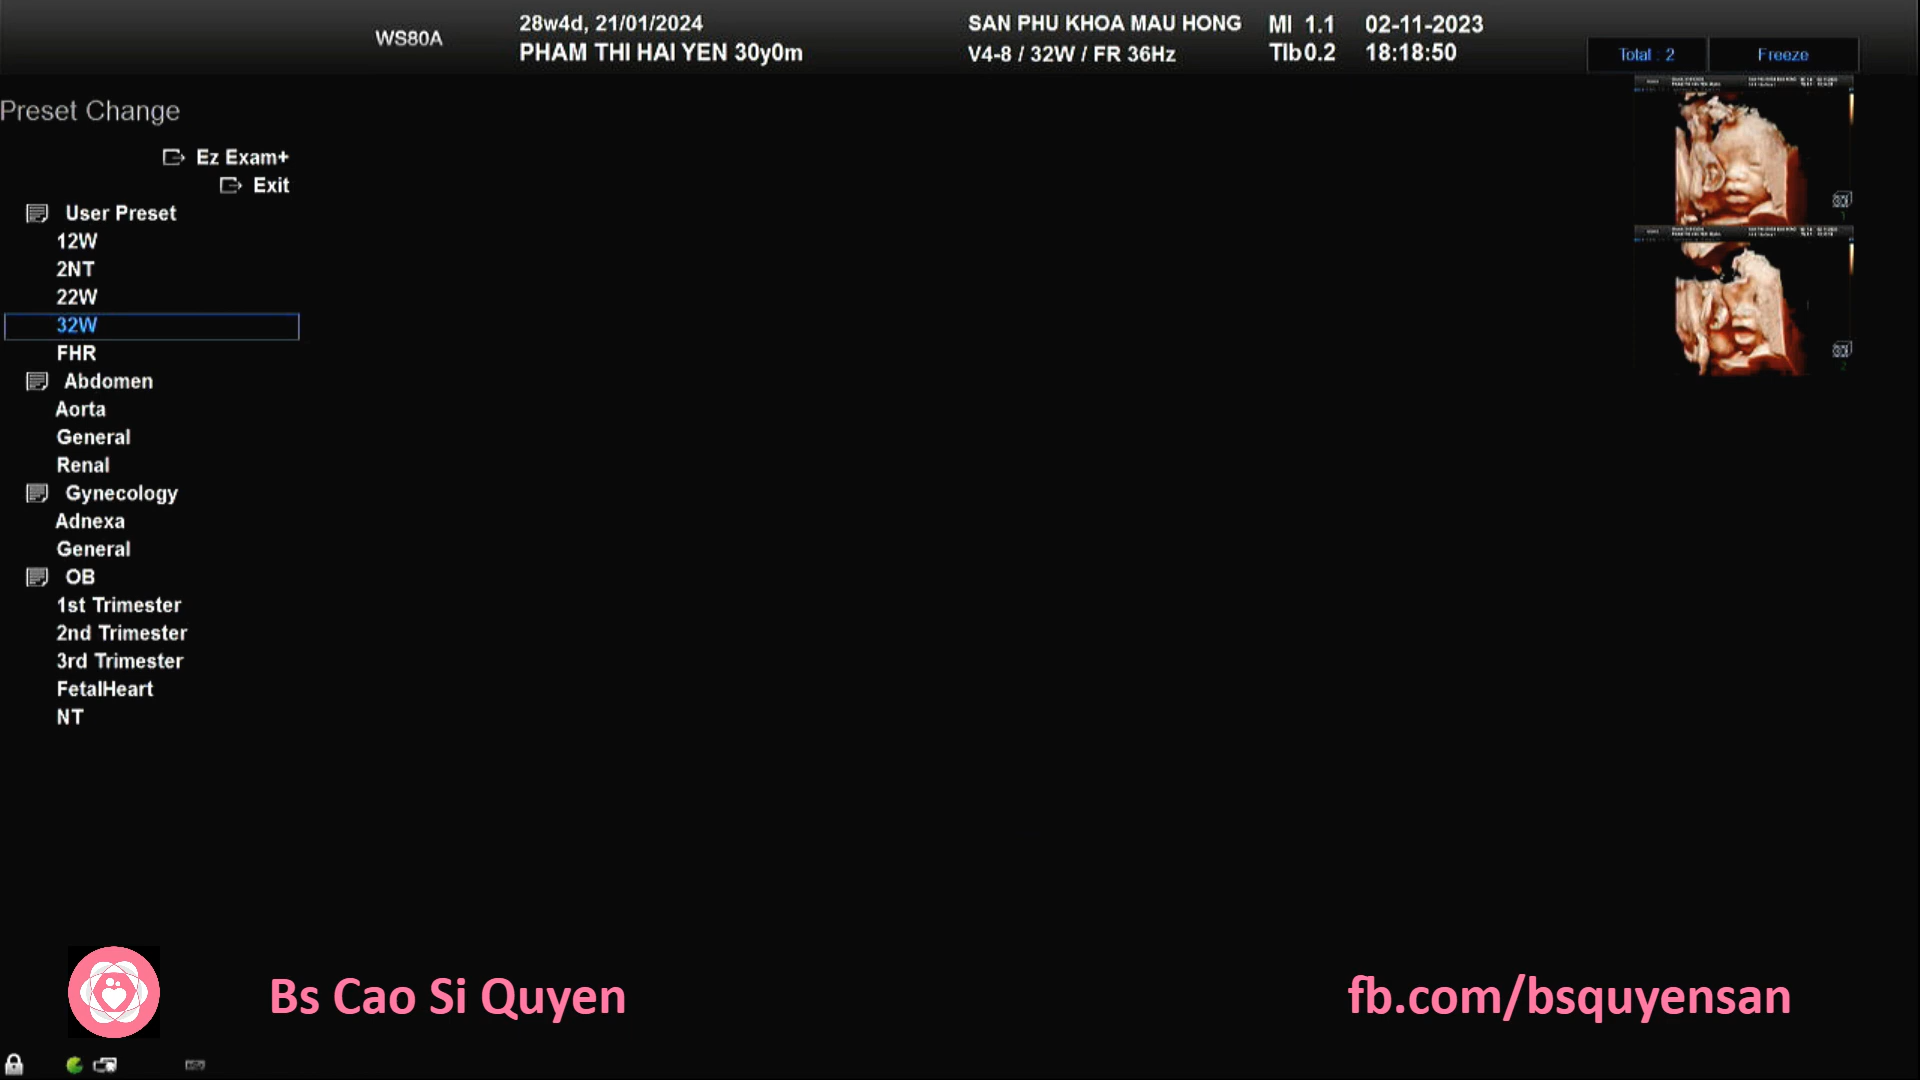 WS80A
28w4d, 21/01/2024
PHAM THI HAI YEN 30y0m
SAN PHU KHOA MAU HONG
V4-8 / 32W / FR 36Hz
MI 1.1
TIb0.2
02-11-2023
18:18:50
Total : 2
Freeze
Preset Change
Ez Exam+
Exit
User Preset
12W
2NT
22W
32W
FHR
Abdomen
Aorta
General
Renal
Gynecology
Adnexa
General
OB
1st Trimester
2nd Trimester
3rd Trimester
FetalHeart
NT
1
2
Bs Cao Si Quyen
fb.com/bsquyensan